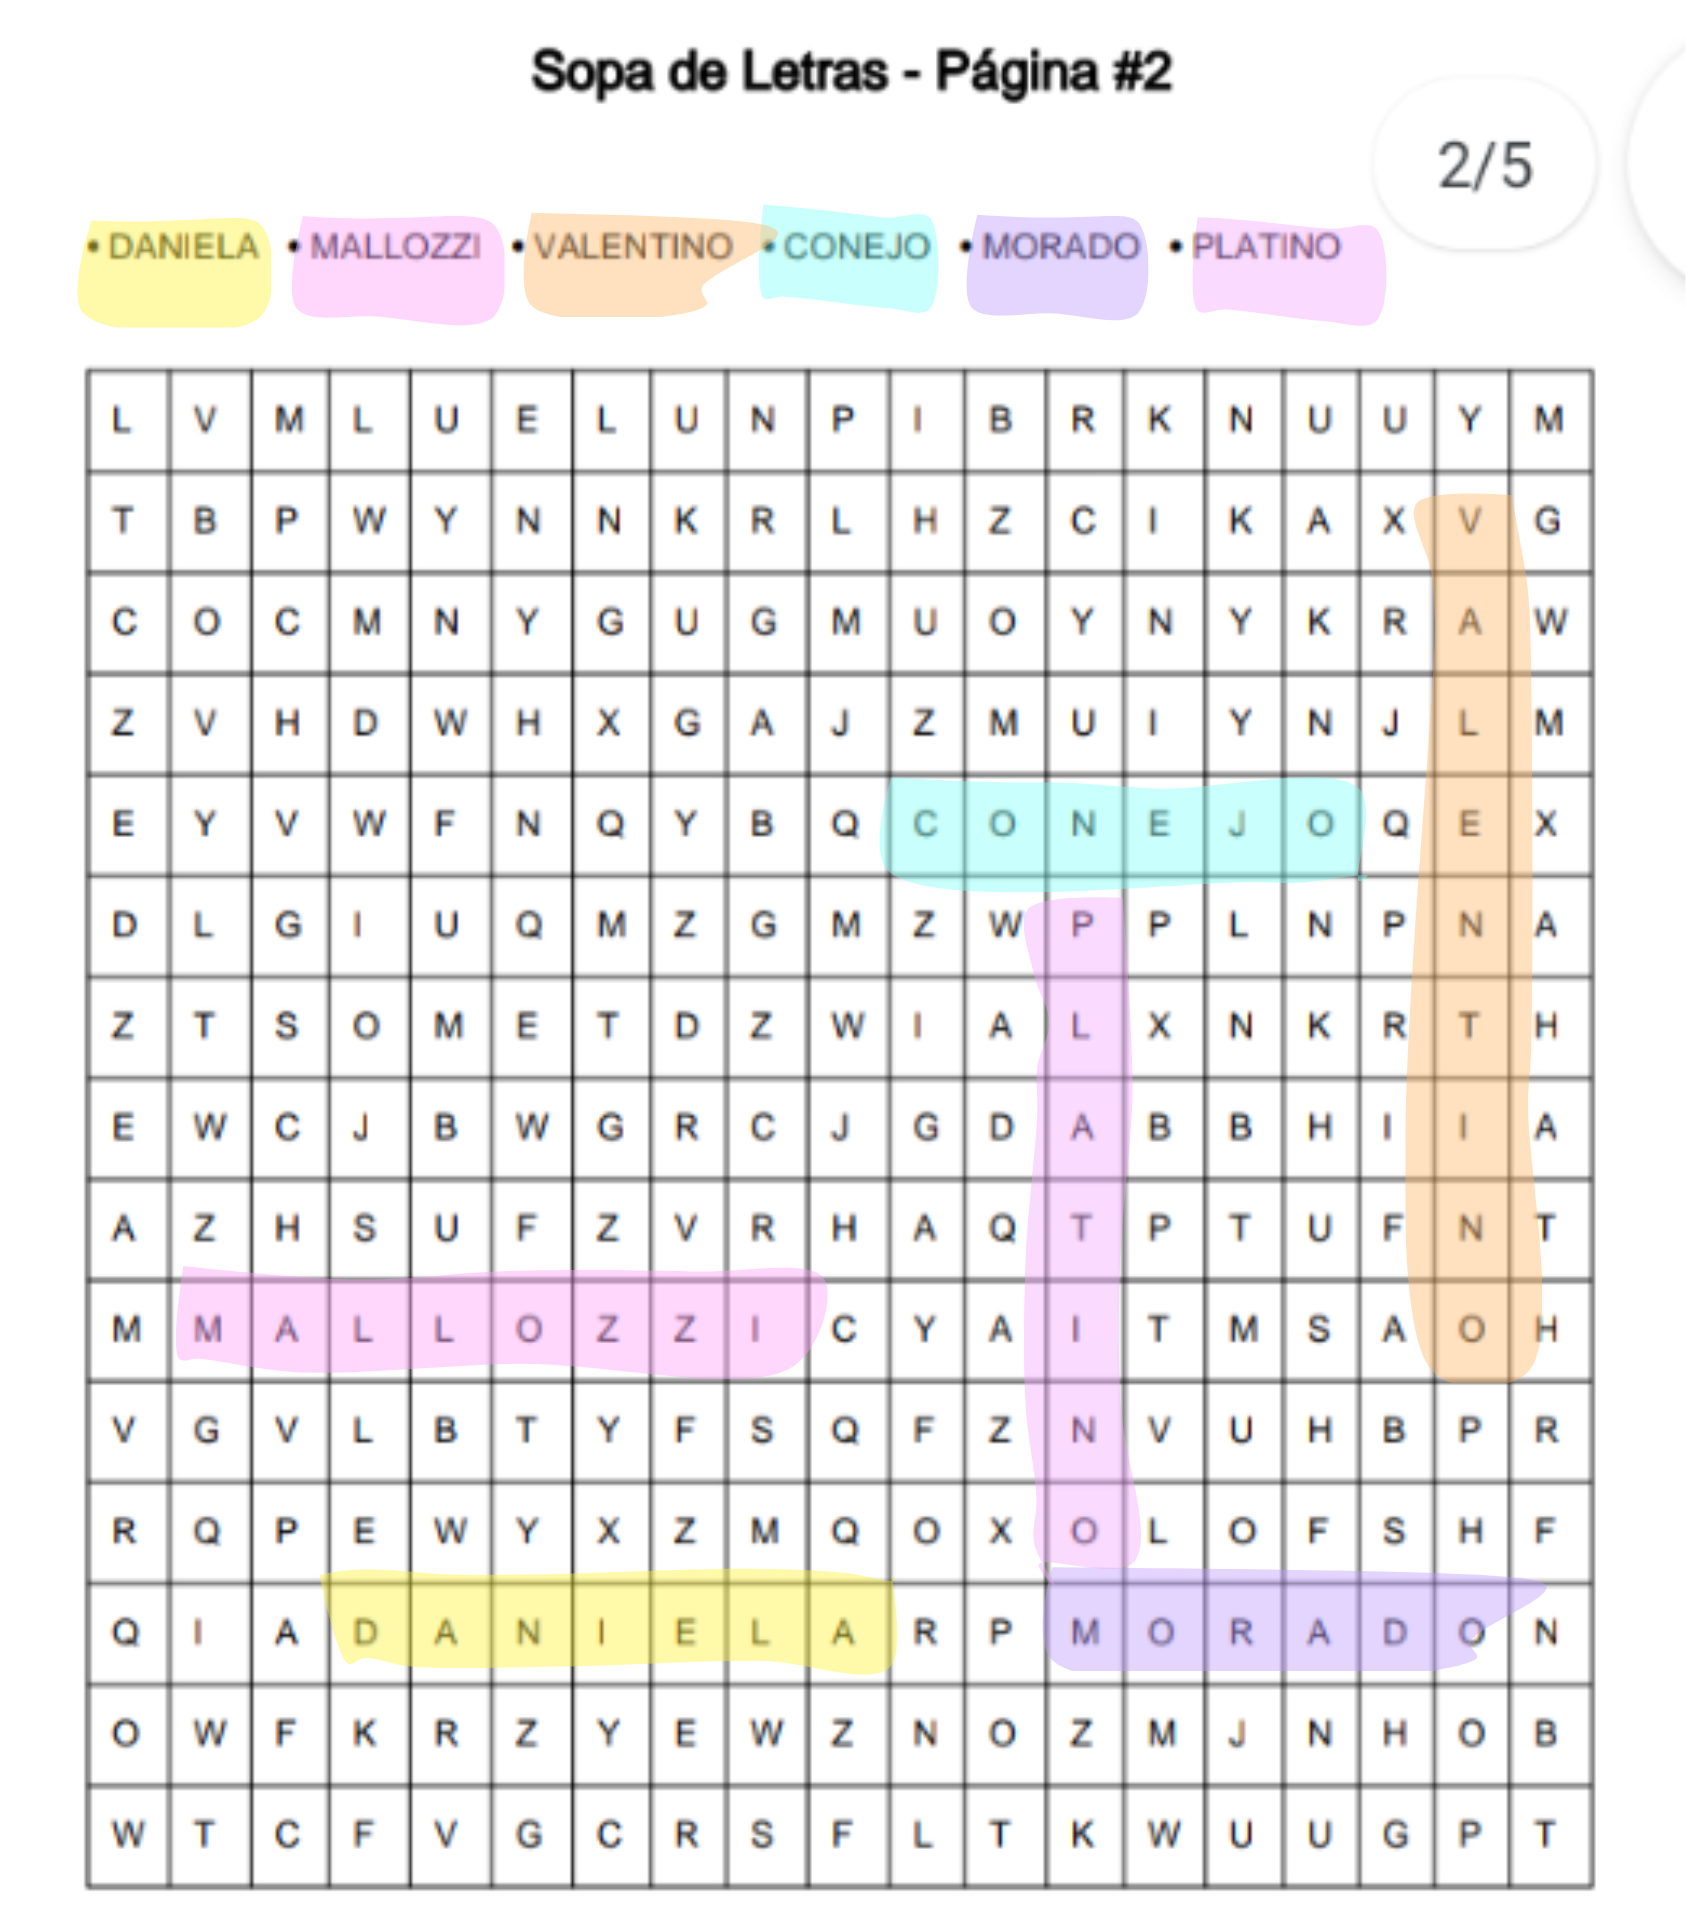 Sopa de Letras - Página #2
2/5
• DANIELA • MALLOZZI • VALENTINO • CONEJO • MORADO • PLATINO
L V M L U E L U N P I B R K N U U Y M
T B P W Y N N K R L H Z C I K A X V G
C O C M N Y G U G M U O Y N Y K R A W
Z V H D W H X G A J Z M U I Y N J L M
E Y V W F N Q Y B Q C O N E J O Q E X
D L G I U Q M Z G M Z W P P L N P N A
Z T S O M E T D Z W I A L X N K R T H
E W C J B W G R C J G D A B B H I I A
A Z H S U F Z V R H A Q T P T U F N T
M M A L L O Z Z I C Y A I T M S A O H
V G V L B T Y F S Q F Z N V U H B P R
R Q P E W Y X Z M Q O X O L O F S H F
Q I A D A N I E L A R P M O R A D O N
O W F K R Z Y E W Z N O Z M J N H O B
W T C F V G C R S F L T K W U U G P T